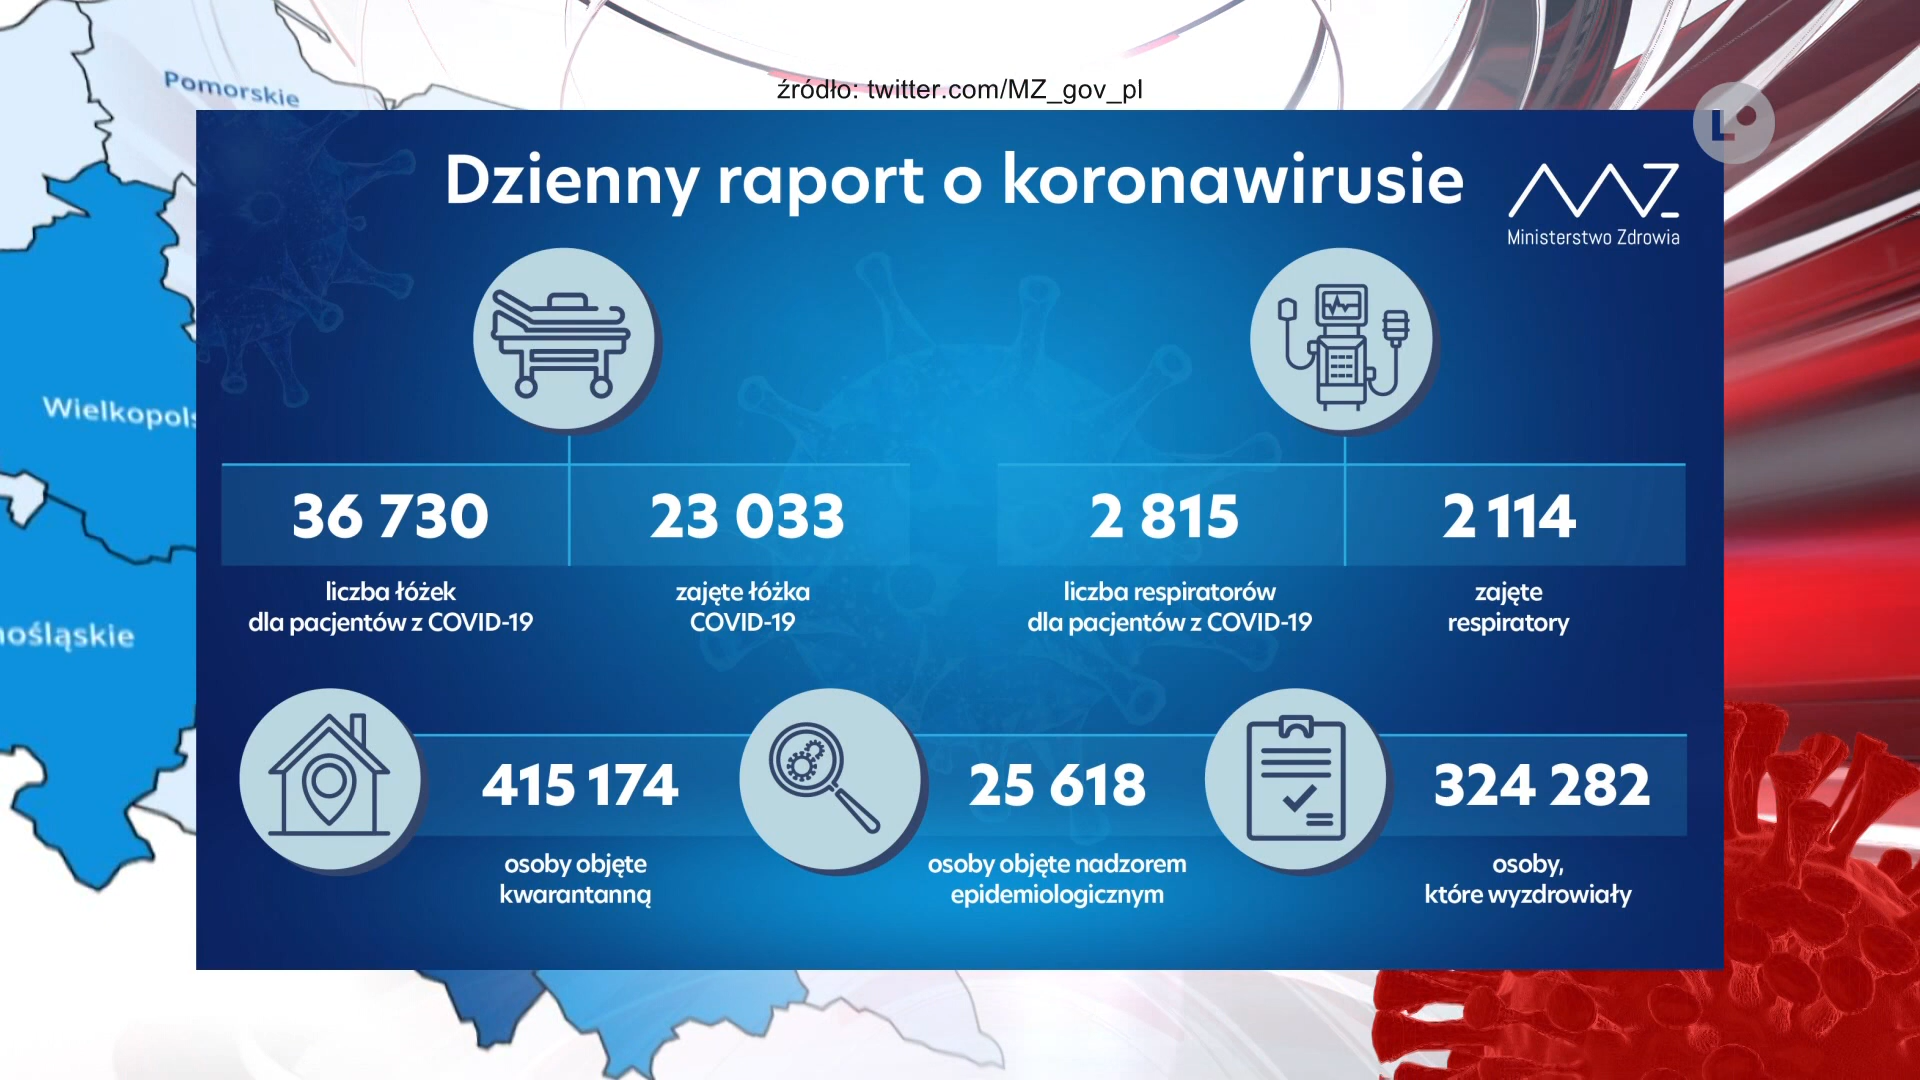 Pomorskie
źródło: twitter.com/MZ_gov_pl
Dzienny raport o koronawirusie
Ministerstwo Zdrowia
Wielkopols
36 730
23 033
2 815
2 114
liczba łóżek
dla pacjentów z COVID-19
zajęte łóżka
COVID-19
liczba respiratorów
dla pacjentów z COVID-19
zajęte
respiratory
nośląskie
415 174
25 618
324 282
osoby objęte
kwarantanną
osoby objęte nadzorem
epidemiologicznym
osoby,
które wyzdrowiały